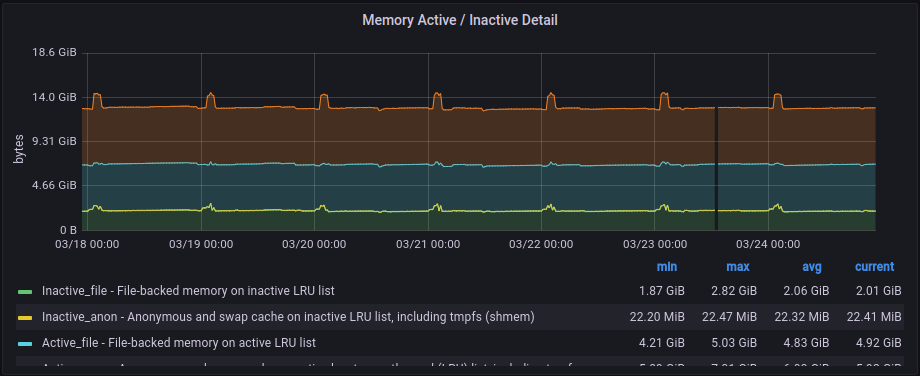 Memory Active / Inactive Detail
18.6 GiB
14.0 GiB
9.31 GiB
4.66 GiB
0 B
bytes
03/18 00:00 03/19 00:00 03/20 00:00 03/21 00:00 03/22 00:00 03/23 00:00 03/24 00:00
min max avg current
Inactive_file - File-backed memory on inactive LRU list 1.87 GiB 2.82 GiB 2.06 GiB 2.01 GiB
Inactive_anon - Anonymous and swap cache on inactive LRU list, including tmpfs (shmem) 22.20 MiB 22.47 MiB 22.32 MiB 22.41 MiB
Active_file - File-backed memory on active LRU list 4.21 GiB 5.03 GiB 4.83 GiB 4.92 GiB